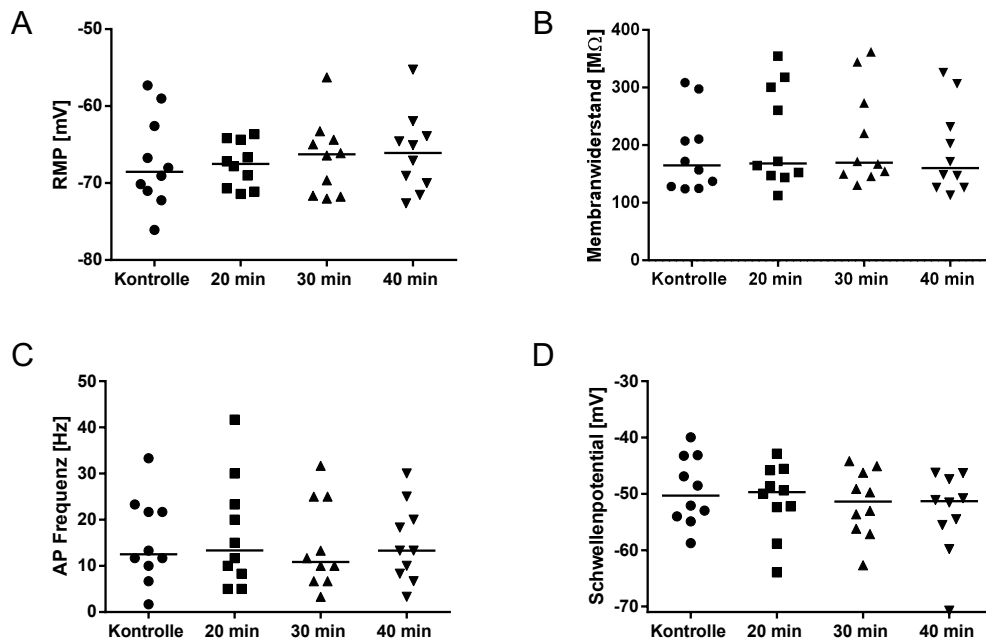 A
RMP [mV]
-50
-60
-70
-80
Kontrolle 20 min 30 min 40 min
B
Membranwiderstand [MΩ]
400
300
200
100
0
Kontrolle 20 min 30 min 40 min
C
AP Frequenz [Hz]
50
40
30
20
10
0
Kontrolle 20 min 30 min 40 min
D
Schwellenpotential [mV]
-30
-40
-50
-60
-70
Kontrolle 20 min 30 min 40 min